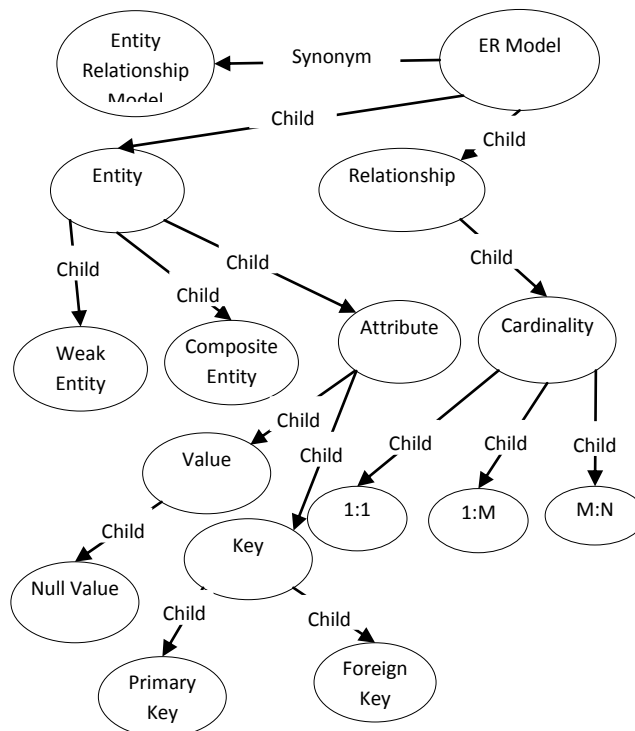 Entity
Relationship
Model
Synonym
ER Model
Child
Child
Entity
Relationship
Child
Child
Child
Child
Weak
Entity
Composite
Entity
Attribute
Cardinality
Child
Child
Child
Child
Child
Value
1:1
1:M
M:N
Child
Key
Null Value
Child
Child
Primary
Key
Foreign
Key